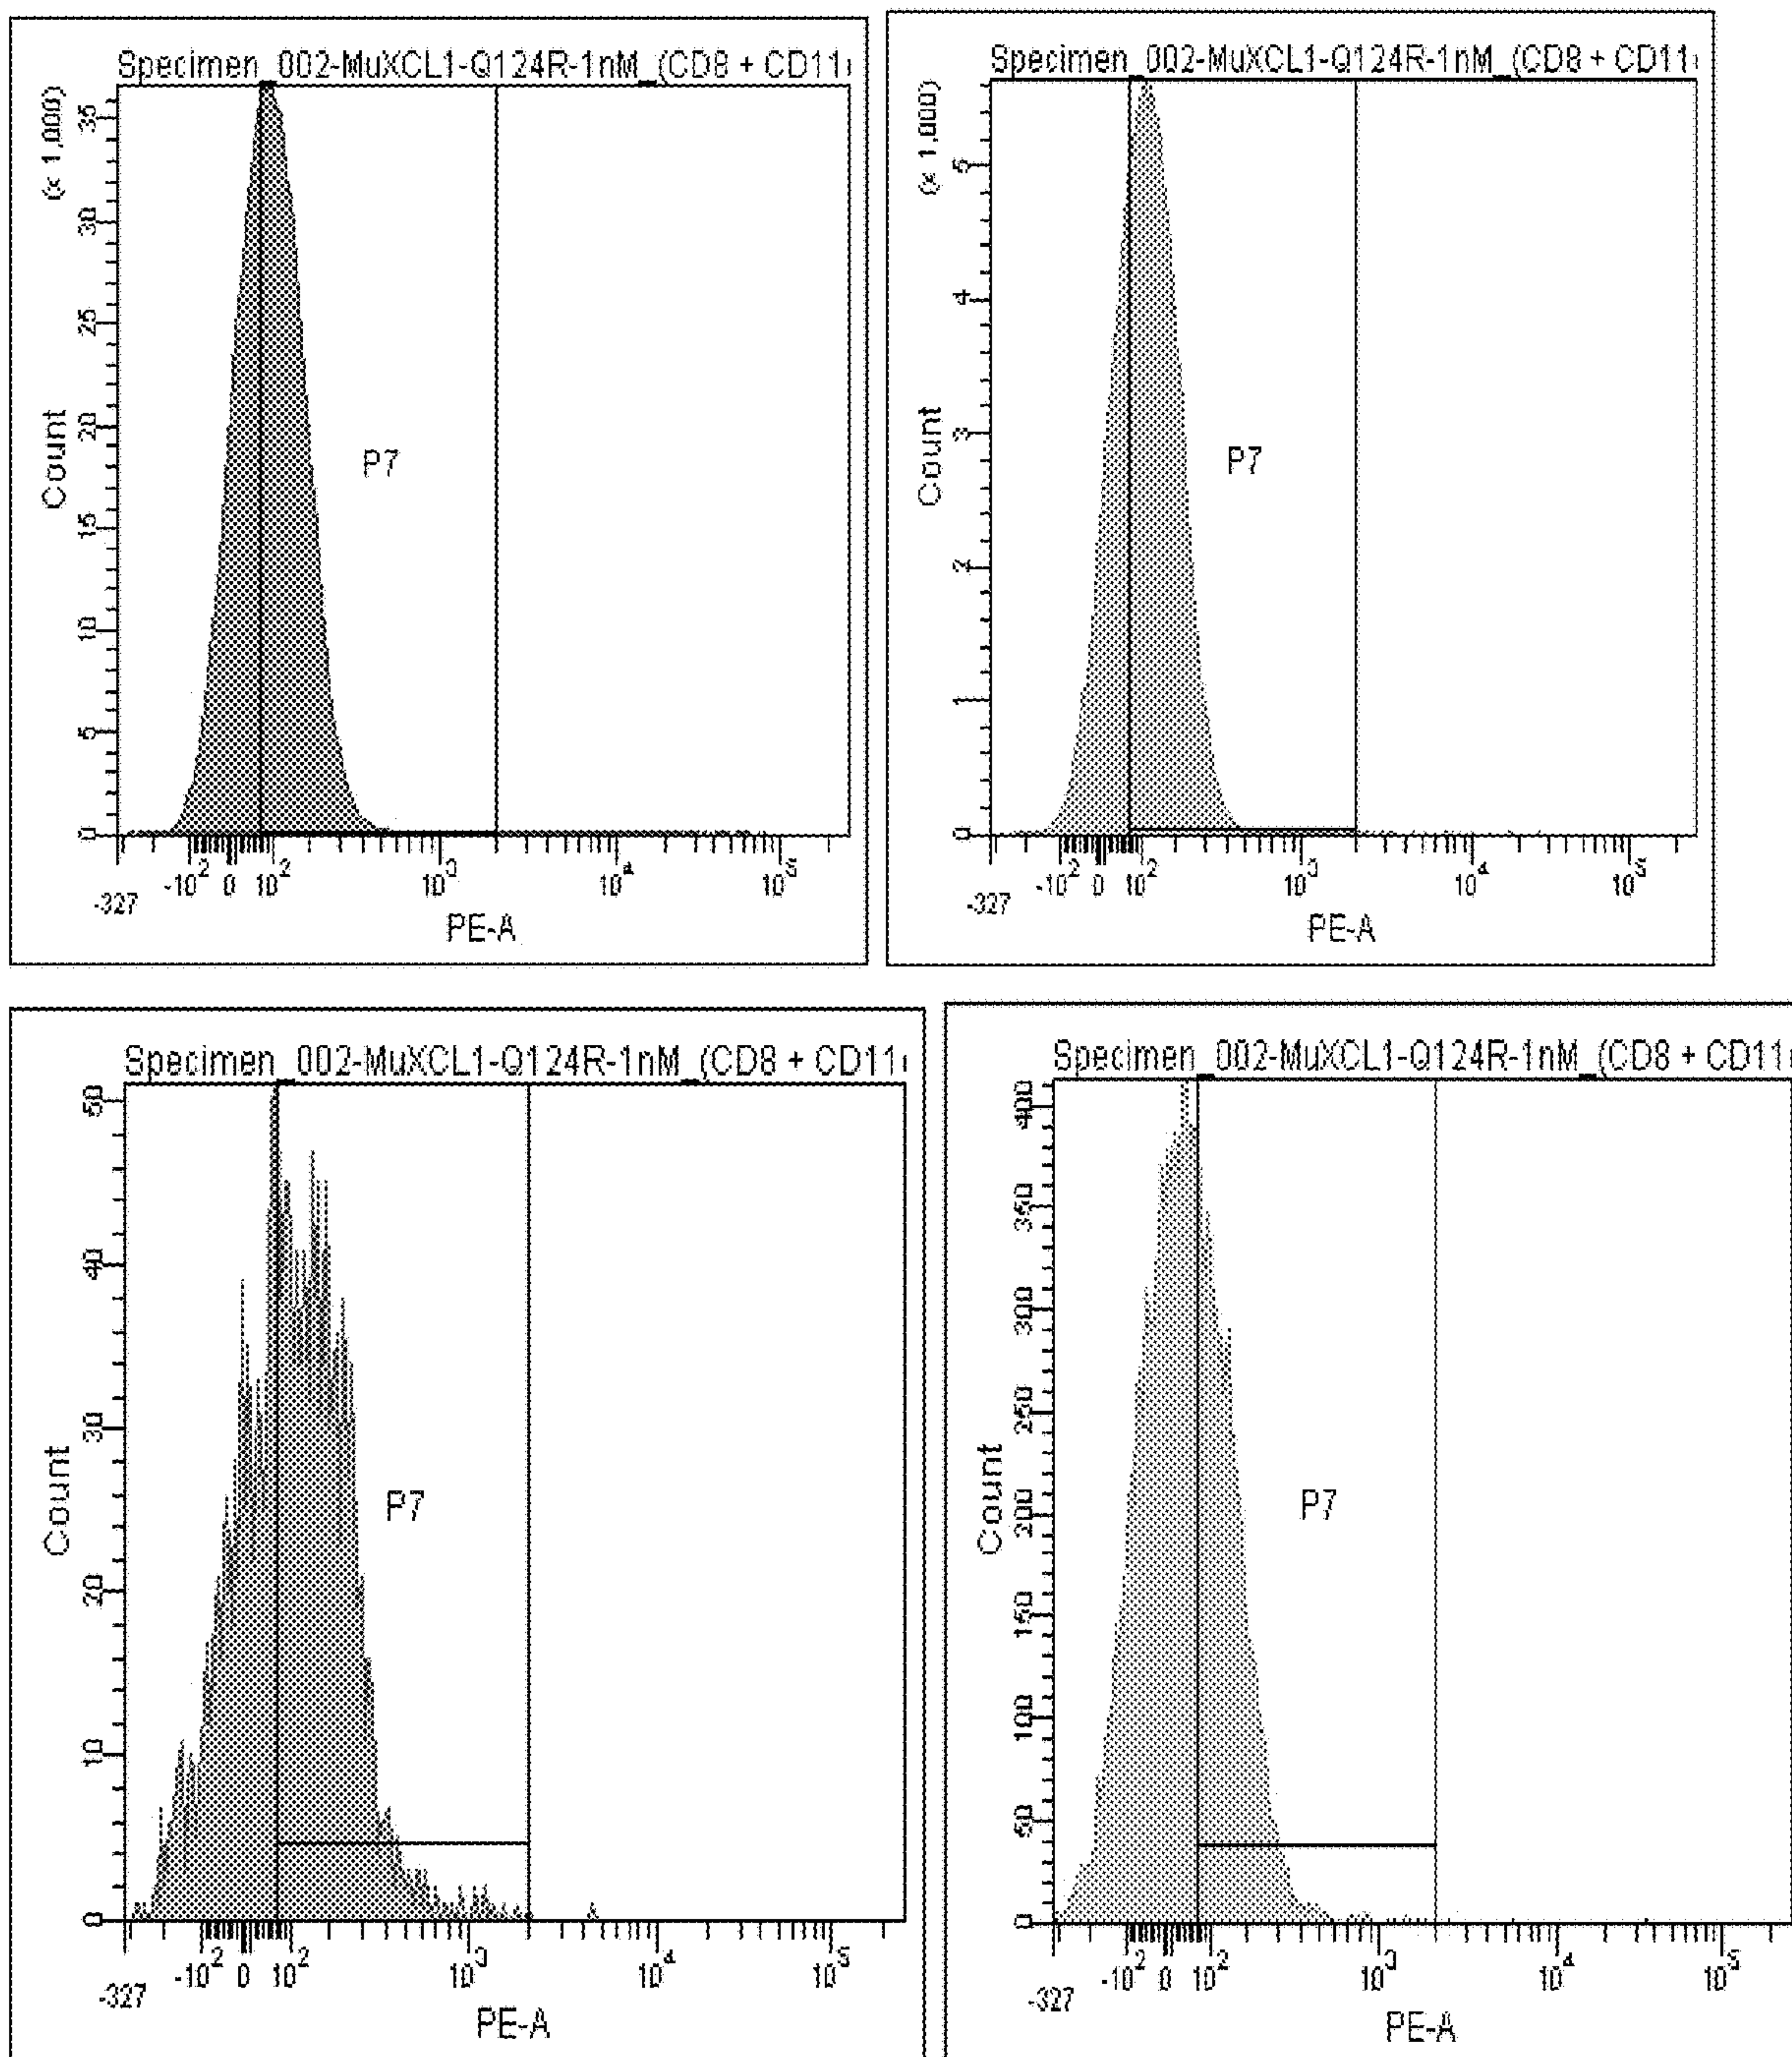 Specimen_002-MuXCL1-Q124R-1nM_(CD8 + CD11
(x 1,000)
Count
35
30
25
20
15
10
5
0
P7
-327
-10² 0 10² 10³ 10⁴ 10⁵
PE-A
Specimen_002-MuXCL1-Q124R-1nM_(CD8 + CD11
(x 1,000)
Count
5
4
3
2
1
0
P7
-327
-10² 0 10² 10³ 10⁴ 10⁵
PE-A
Specimen_002-MuXCL1-Q124R-1nM_(CD8 + CD11
Count
50
40
30
20
10
0
P7
-327
-10² 0 10² 10³ 10⁴ 10⁵
PE-A
Specimen_002-MuXCL1-Q124R-1nM_(CD8 + CD11
Count
400
350
300
250
200
150
100
50
0
P7
-327
-10² 0 10² 10³ 10⁴ 10⁵
PE-A